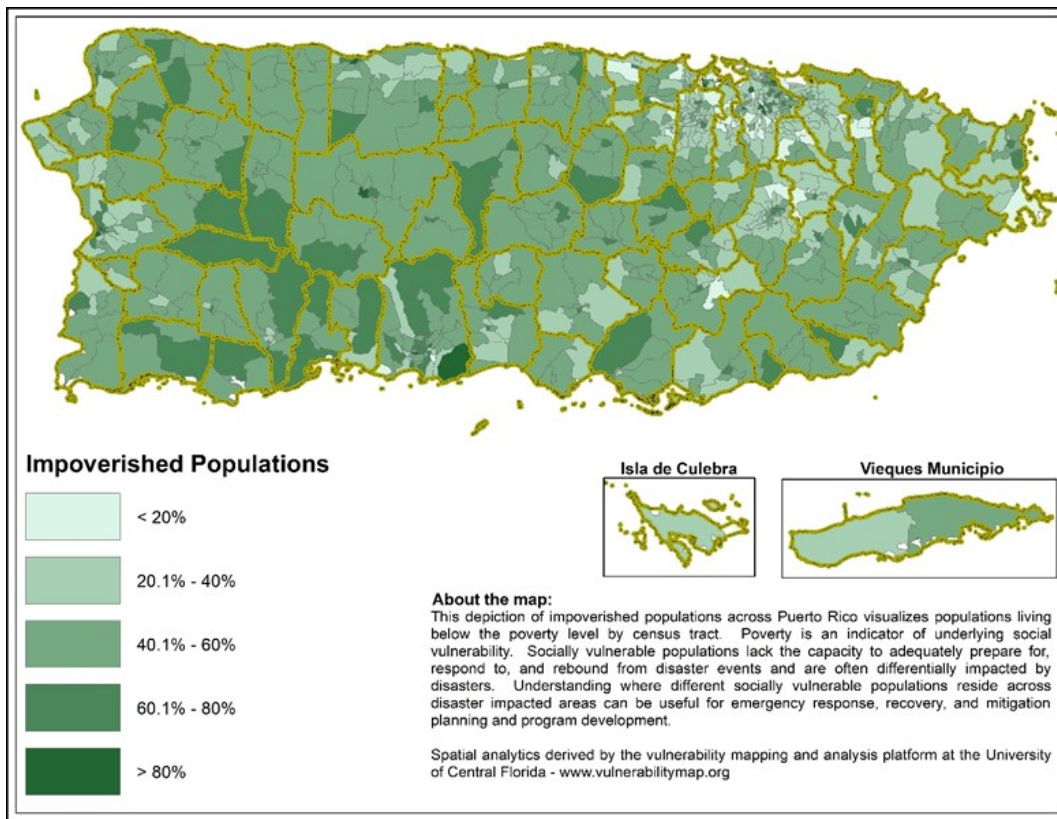 Impoverished Populations
< 20%
20.1% - 40%
40.1% - 60%
60.1% - 80%
> 80%
Isla de Culebra
Vieques Municipio
About the map:
This depiction of impoverished populations across Puerto Rico visualizes populations living
below the poverty level by census tract. Poverty is an indicator of underlying social
vulnerability. Socially vulnerable populations lack the capacity to adequately prepare for,
respond to, and rebound from disaster events and are often differentially impacted by
disasters. Understanding where different socially vulnerable populations reside across
disaster impacted areas can be useful for emergency response, recovery, and mitigation
planning and program development.
Spatial analytics derived by the vulnerability mapping and analysis platform at the University
of Central Florida - www.vulnerabilitymap.org